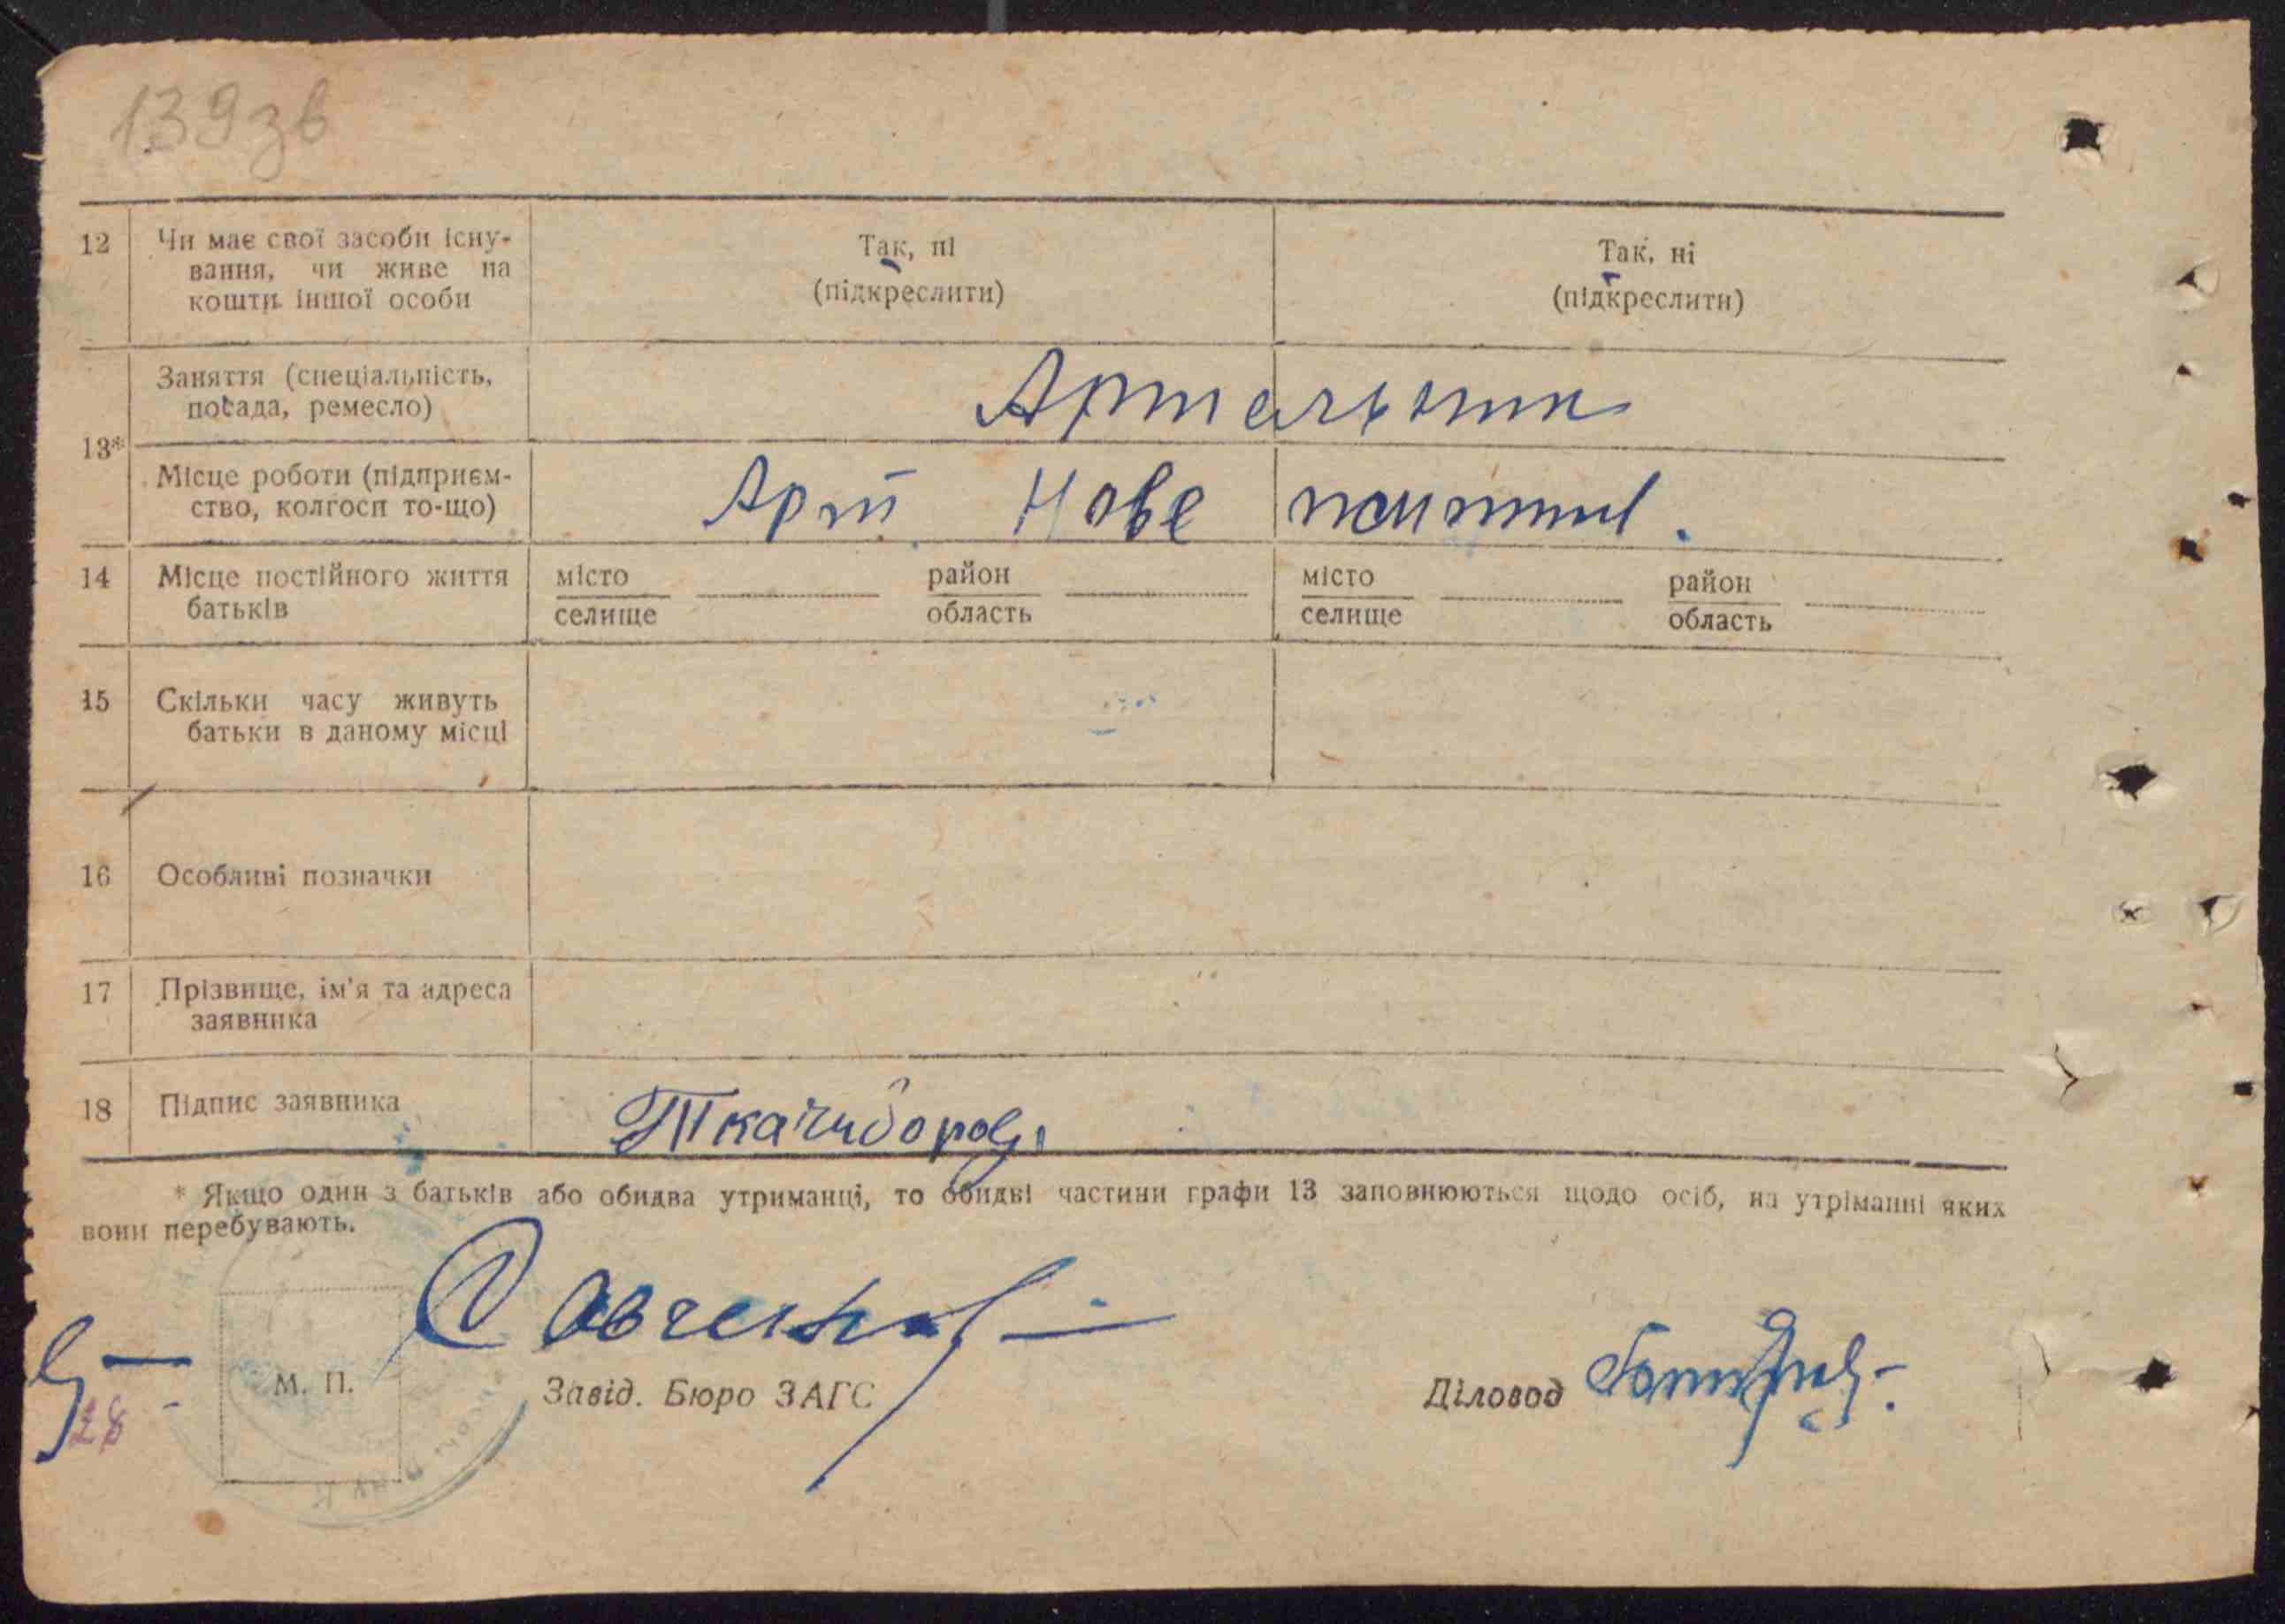 139зв
12 Чи має свої засоби існу- Так, ні Так, ні
вання, чи живе на (підкреслити) (підкреслити)
кошти іншої особи
Заняття (спеціальність,
посада, ремесло)
13*
Місце роботи (підприєм- Арт. Нове
ство, колгосп то-що)
14 Місце постійного життя місто район місто район
батьків селище область селище область
15 Скільки часу живуть
батьки в даному місці
16 Особливі позначки
17 Прізвище, ім'я та адреса
заявника
18 Підпис заявника
* Якщо один з батьків або обидва утриманці, то обидві частини графи 13 заповнюються щодо осіб, на утріманні яких
вони перебувають.
М. П. Завід. Бюро ЗАГС Діловод
28